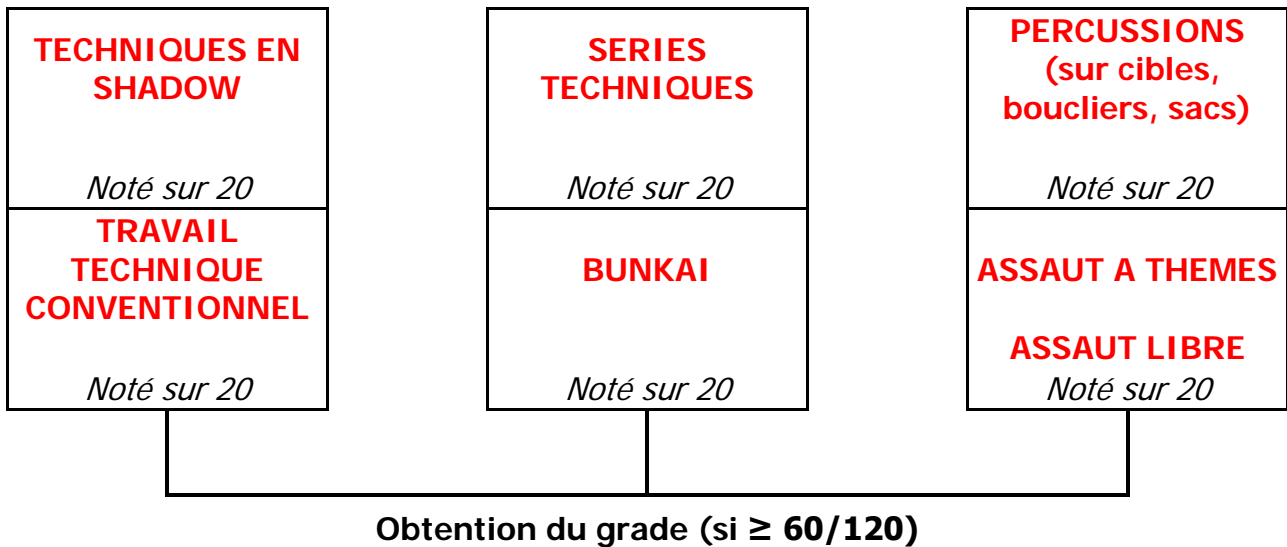 TECHNIQUES EN
SHADOW
Noté sur 20
TRAVAIL
TECHNIQUE
CONVENTIONNEL
Noté sur 20
SERIES
TECHNIQUES
Noté sur 20
BUNKAI
Noté sur 20
PERCUSSIONS
(sur cibles,
boucliers, sacs)
Noté sur 20
ASSAUT A THEMES
ASSAUT LIBRE
Noté sur 20
Obtention du grade (si ≥ 60/120)